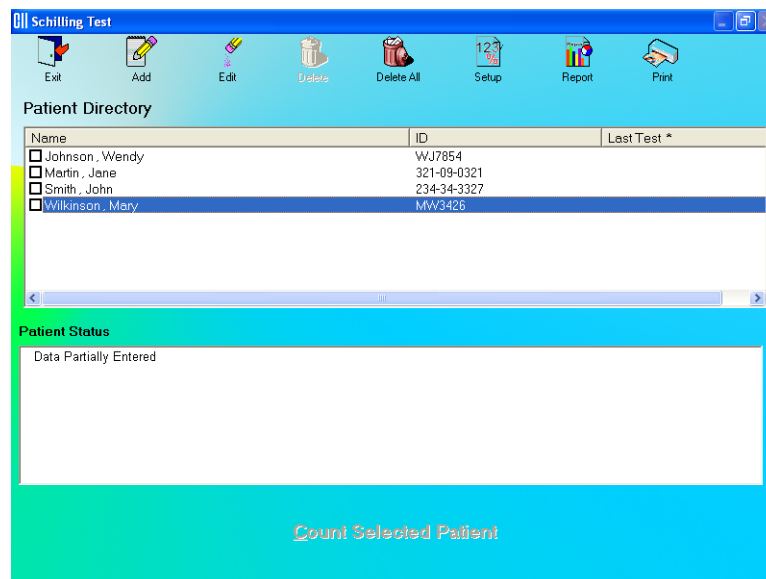 Schilling Test
Exit Add Edit Delete Delete All Setup Report Print
Patient Directory
Name ID Last Test *
Johnson , Wendy WJ7854
Martin , Jane 321-09-0321
Smith , John 234-34-3327
Wilkinson , Mary MW3426
Patient Status
Data Partially Entered
Count Selected Patient